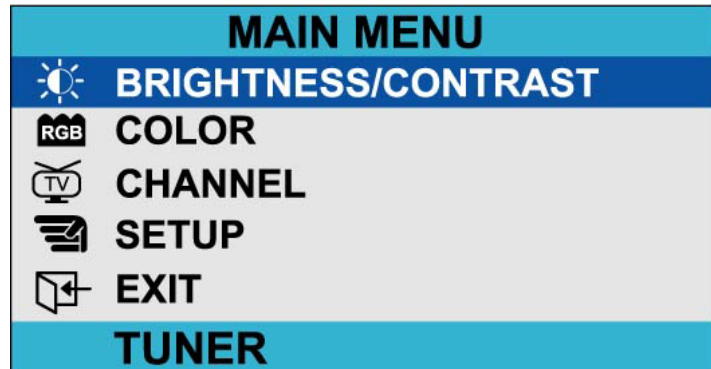 MAIN MENU
BRIGHTNESS/CONTRAST
RGB COLOR
TV CHANNEL
SETUP
EXIT
TUNER